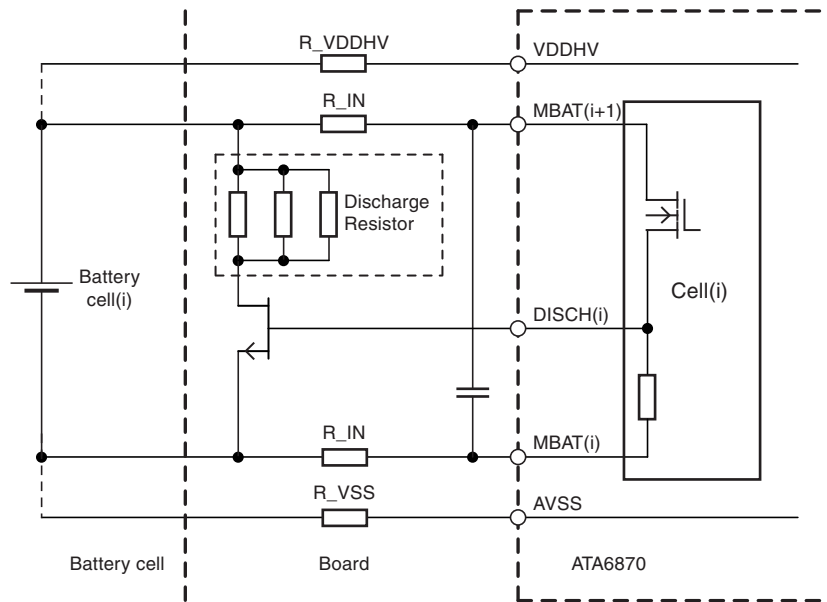 R_VDDHV
VDDHV
R_IN
MBAT(i+1)
Discharge
Resistor
Battery
cell(i)
Cell(i)
DISCH(i)
R_IN
MBAT(i)
R_VSS
AVSS
Battery cell
Board
ATA6870